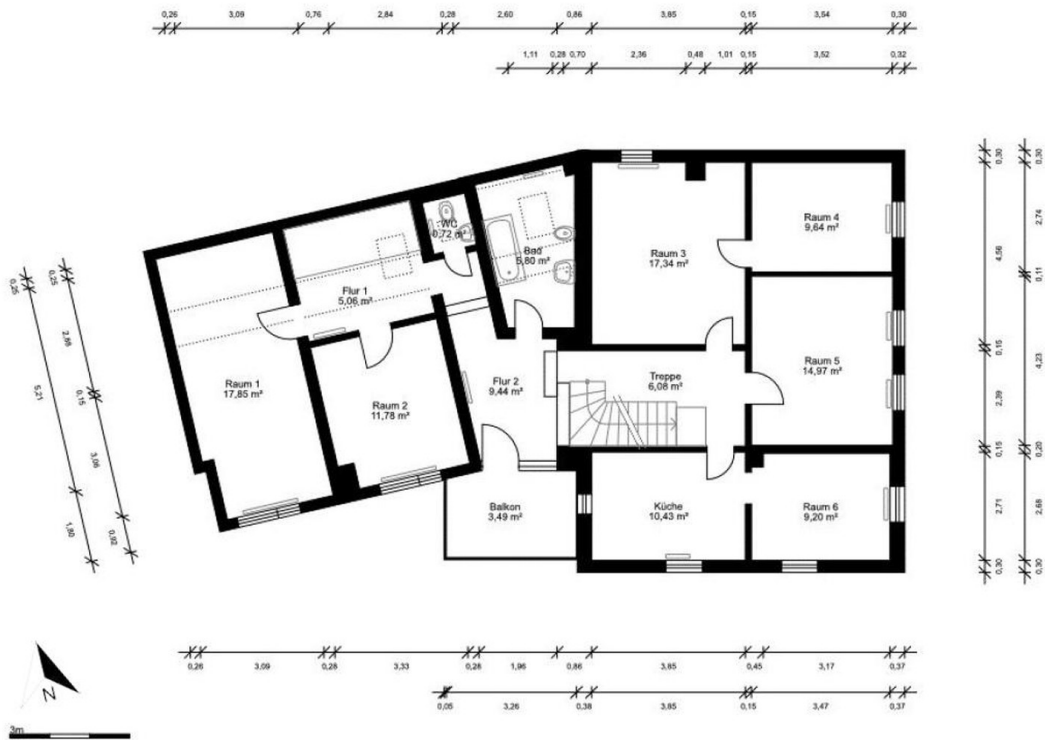 0,26 3,09 0,76 2,84 0,28 2,60 0,86 3,85 0,15 3,54 0,30
1,11 0,28 0,70 2,36 0,48 1,01 0,15 3,52 0,32
WC
0,72 m²
Bad
5,80 m²
Raum 3
17,34 m²
Raum 4
9,64 m²
Flur 1
5,06 m²
Raum 1
17,85 m²
Raum 2
11,78 m²
Flur 2
9,44 m²
Treppe
6,08 m²
Raum 5
14,97 m²
Balkon
3,49 m²
Küche
10,43 m²
Raum 6
9,20 m²
0,25 5,21 1,80
0,25 2,88 0,15 3,06 0,92
0,30 4,56 0,15 2,39 0,15 2,71 0,30
0,30 2,74 0,11 4,23 0,20 2,68 0,30
0,26 3,09 0,28 3,33 0,28 1,96 0,86 3,85 0,45 3,17 0,37
0,05 3,26 0,38 3,85 0,15 3,47 0,37
N
3m